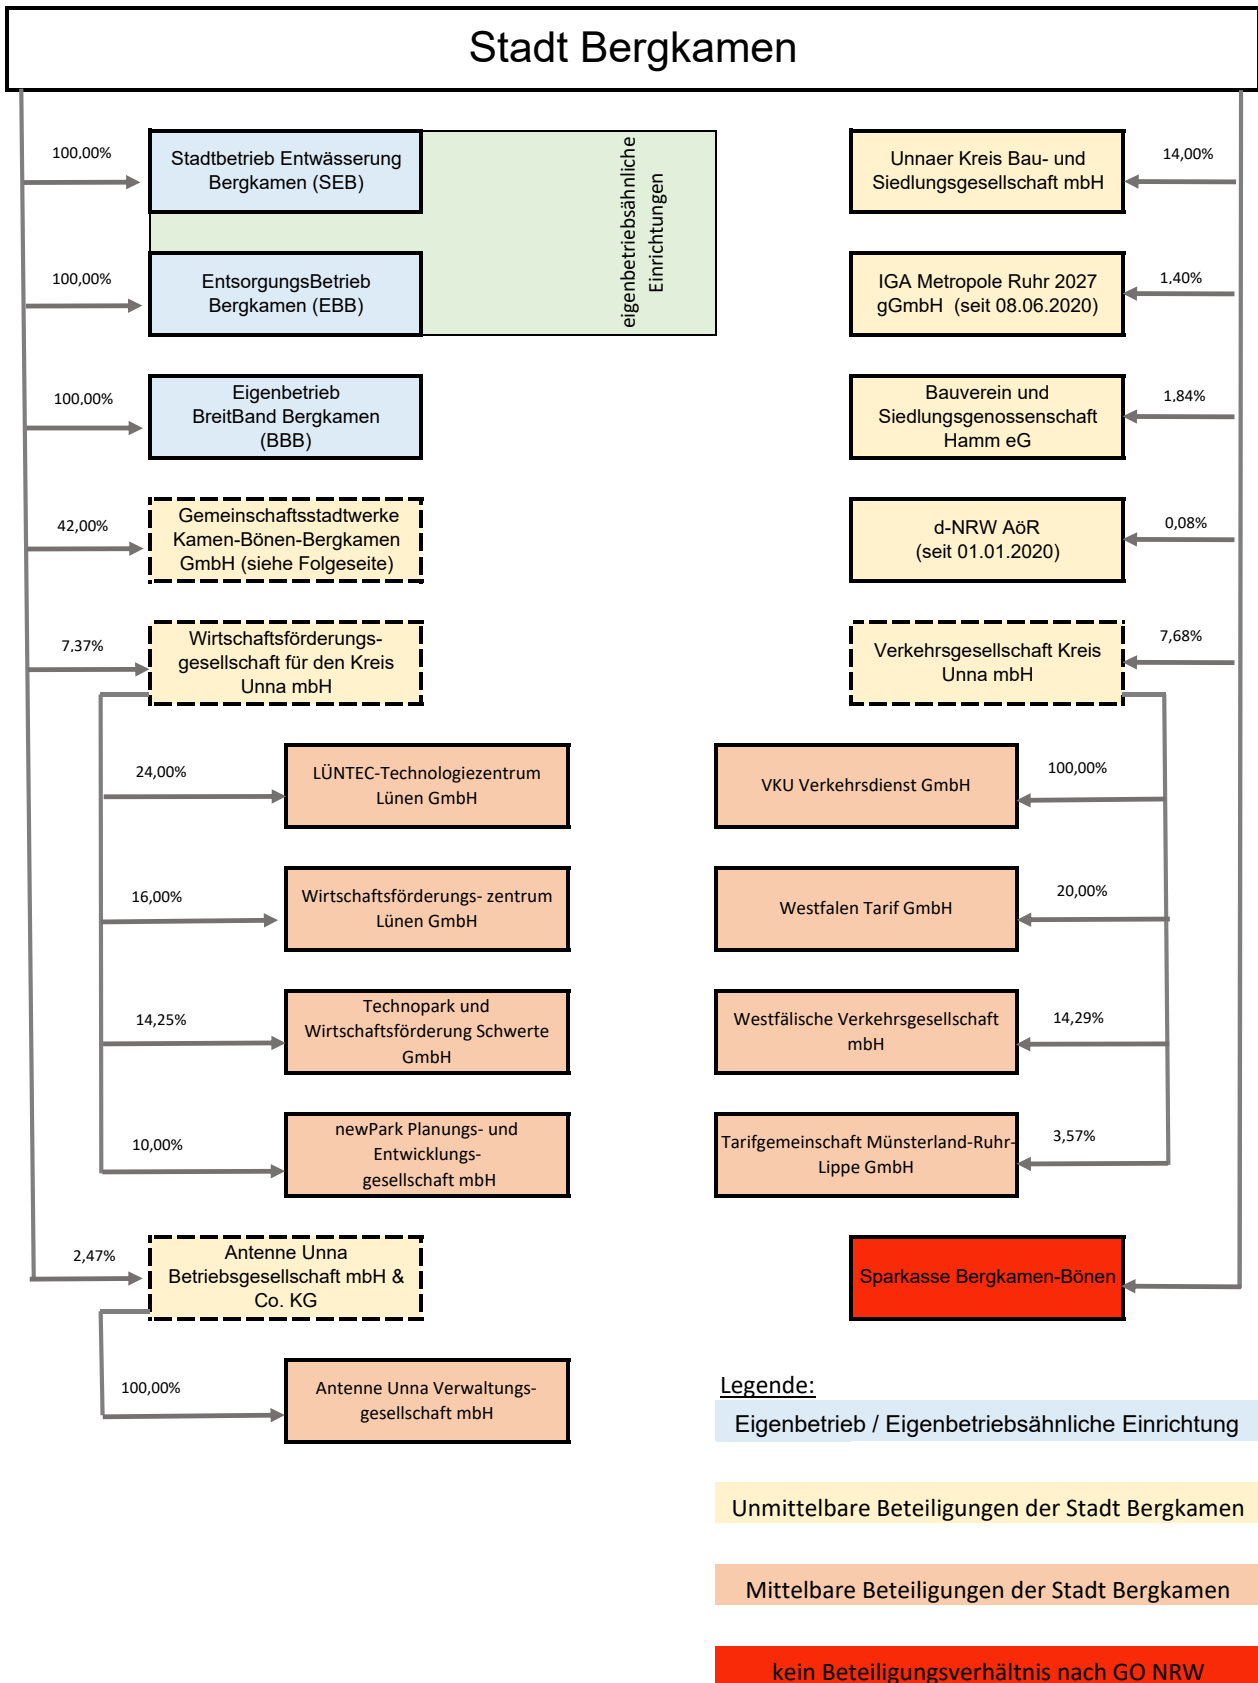 Stadt Bergkamen
100,00%
Stadtbetrieb Entwässerung
Bergkamen (SEB)
eigenbetriebsähnliche
Einrichtungen
Unnaer Kreis Bau- und
Siedlungsgesellschaft mbH
14,00%
100,00%
EntsorgungsBetrieb
Bergkamen (EBB)
IGA Metropole Ruhr 2027
gGmbH (seit 08.06.2020)
1,40%
100,00%
Eigenbetrieb
BreitBand Bergkamen
(BBB)
Bauverein und
Siedlungsgenossenschaft
Hamm eG
1,84%
42,00%
Gemeinschaftsstadtwerke
Kamen-Bönen-Bergkamen
GmbH (siehe Folgeseite)
d-NRW AöR
(seit 01.01.2020)
0,08%
7,37%
Wirtschaftsförderungs-
gesellschaft für den Kreis
Unna mbH
Verkehrsgesellschaft Kreis
Unna mbH
7,68%
24,00%
LÜNTEC-Technologiezentrum
Lünen GmbH
VKU Verkehrsdienst GmbH
100,00%
16,00%
Wirtschaftsförderungs- zentrum
Lünen GmbH
Westfalen Tarif GmbH
20,00%
14,25%
Technopark und
Wirtschaftsförderung Schwerte
GmbH
Westfälische Verkehrsgesellschaft
mbH
14,29%
10,00%
newPark Planungs- und
Entwicklungs-
gesellschaft mbH
Tarifgemeinschaft Münsterland-Ruhr-
Lippe GmbH
3,57%
2,47%
Antenne Unna
Betriebsgesellschaft mbH &
Co. KG
Sparkasse Bergkamen-Bönen
100,00%
Antenne Unna Verwaltungs-
gesellschaft mbH
Legende:
Eigenbetrieb / Eigenbetriebsähnliche Einrichtung
Unmittelbare Beteiligungen der Stadt Bergkamen
Mittelbare Beteiligungen der Stadt Bergkamen
kein Beteiligungsverhältnis nach GO NRW